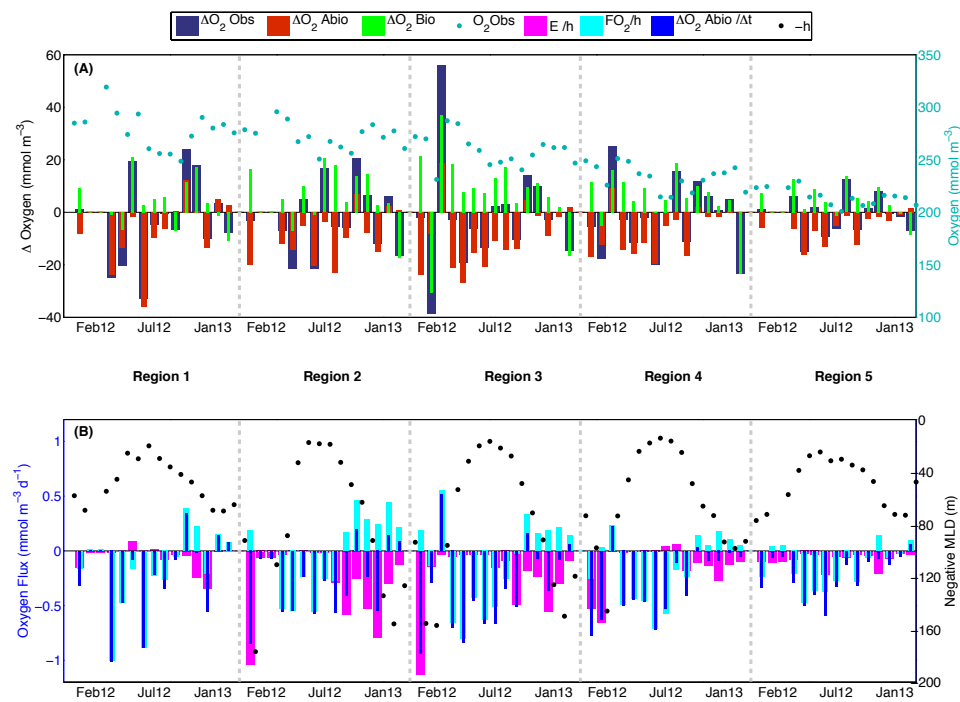 ΔO2 Obs ΔO2 Abio ΔO2 Bio O2Obs E /h FO2/h ΔO2 Abio /Δt −h
(A)
60
40
20
0
−20
−40
Δ Oxygen (mmol m−3)
350
300
250
200
150
100
Oxygen (mmol m−3)
Feb12 Jul12 Jan13 Feb12 Jul12 Jan13 Feb12 Jul12 Jan13 Feb12 Jul12 Jan13 Feb12 Jul12 Jan13
Region 1 Region 2 Region 3 Region 4 Region 5
(B)
1
0.5
0
−0.5
−1
Oxygen Flux (mmol m−3 d−1)
0
−40
−80
−120
−160
−200
Negative MLD (m)
Feb12 Jul12 Jan13 Feb12 Jul12 Jan13 Feb12 Jul12 Jan13 Feb12 Jul12 Jan13 Feb12 Jul12 Jan13